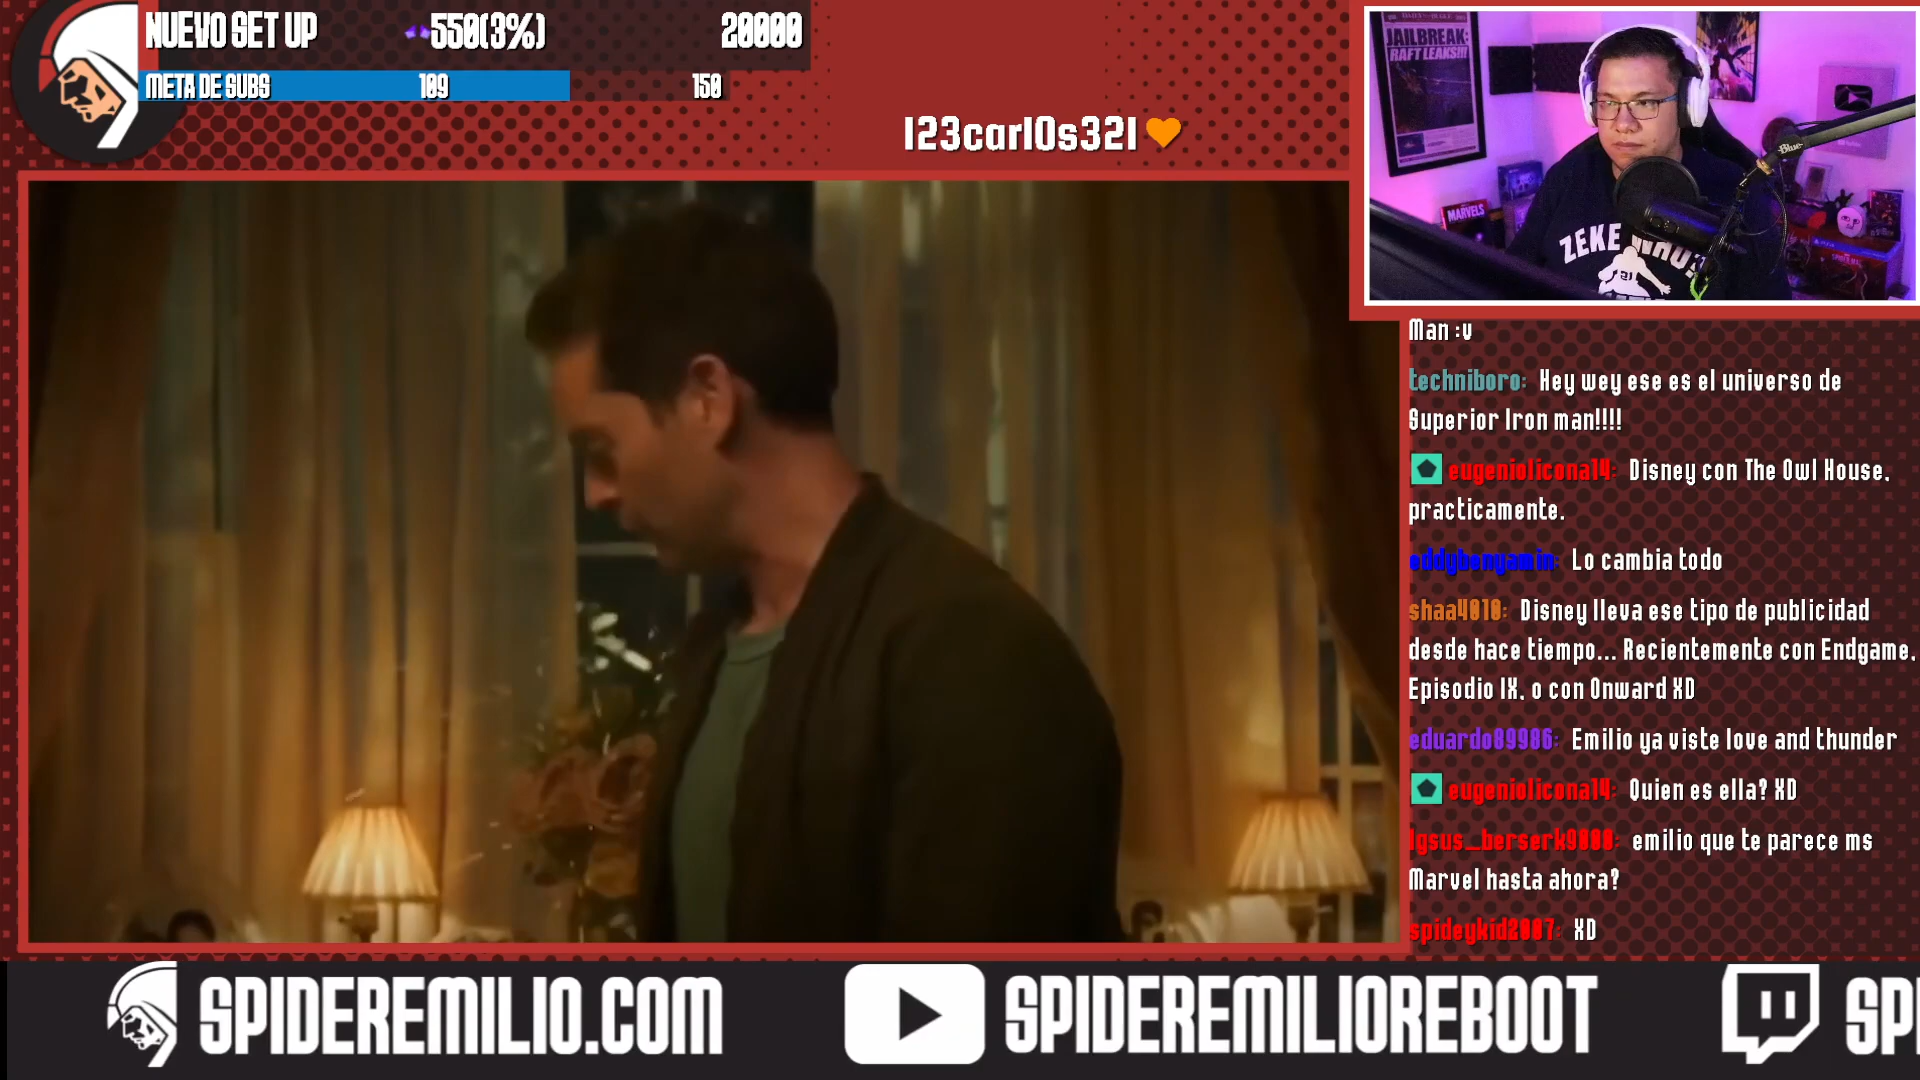 NUEVO SET UP 550(3%) 20000
META DE SUBS 109 150
123carl0s321
JAILBREAK:
RAFT LEAKS!!!
MARVELS
ZEKE
Blue
Man :v
techniboro: Hey wey ese es el universo de
Superior Iron man!!!!
eugeniolicona14: Disney con The Owl House,
practicamente.
eddybenyamin: Lo cambia todo
shaa4010: Disney lleva ese tipo de publicidad
desde hace tiempo... Recientemente con Endgame,
Episodio IX, o con Onward XD
eduardo89986: Emilio ya viste love and thunder
eugeniolicona14: Quien es ella? XD
Igsus_berserk9000: emilio que te parece ms
Marvel hasta ahora?
spideykid2007: XD
SPIDEREMILIO.COM SPIDEREMILIOREBOOT SPI